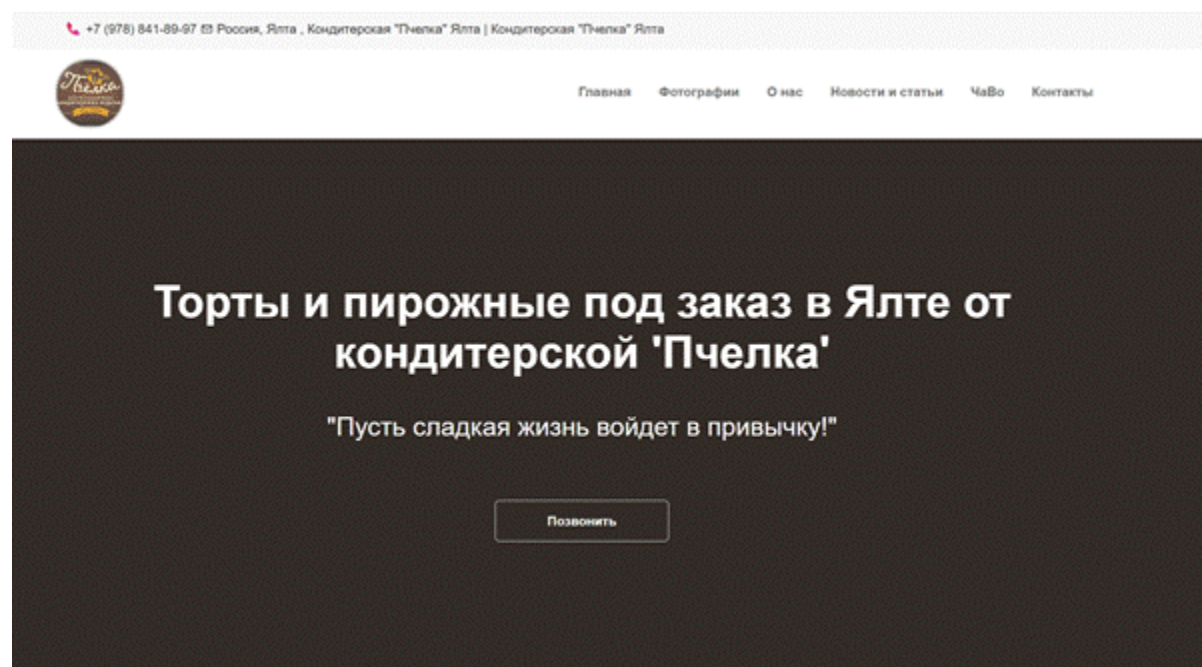 +7 (978) 841-89-97 Россия, Ялта , Кондитерская "Пчелка" Ялта | Кондитерская "Пчелка" Ялта
Пчелка
Главная Фотографии О нас Новости и статьи ЧаВо Контакты
Торты и пирожные под заказ в Ялте от
кондитерской 'Пчелка'
"Пусть сладкая жизнь войдет в привычку!"
Позвонить